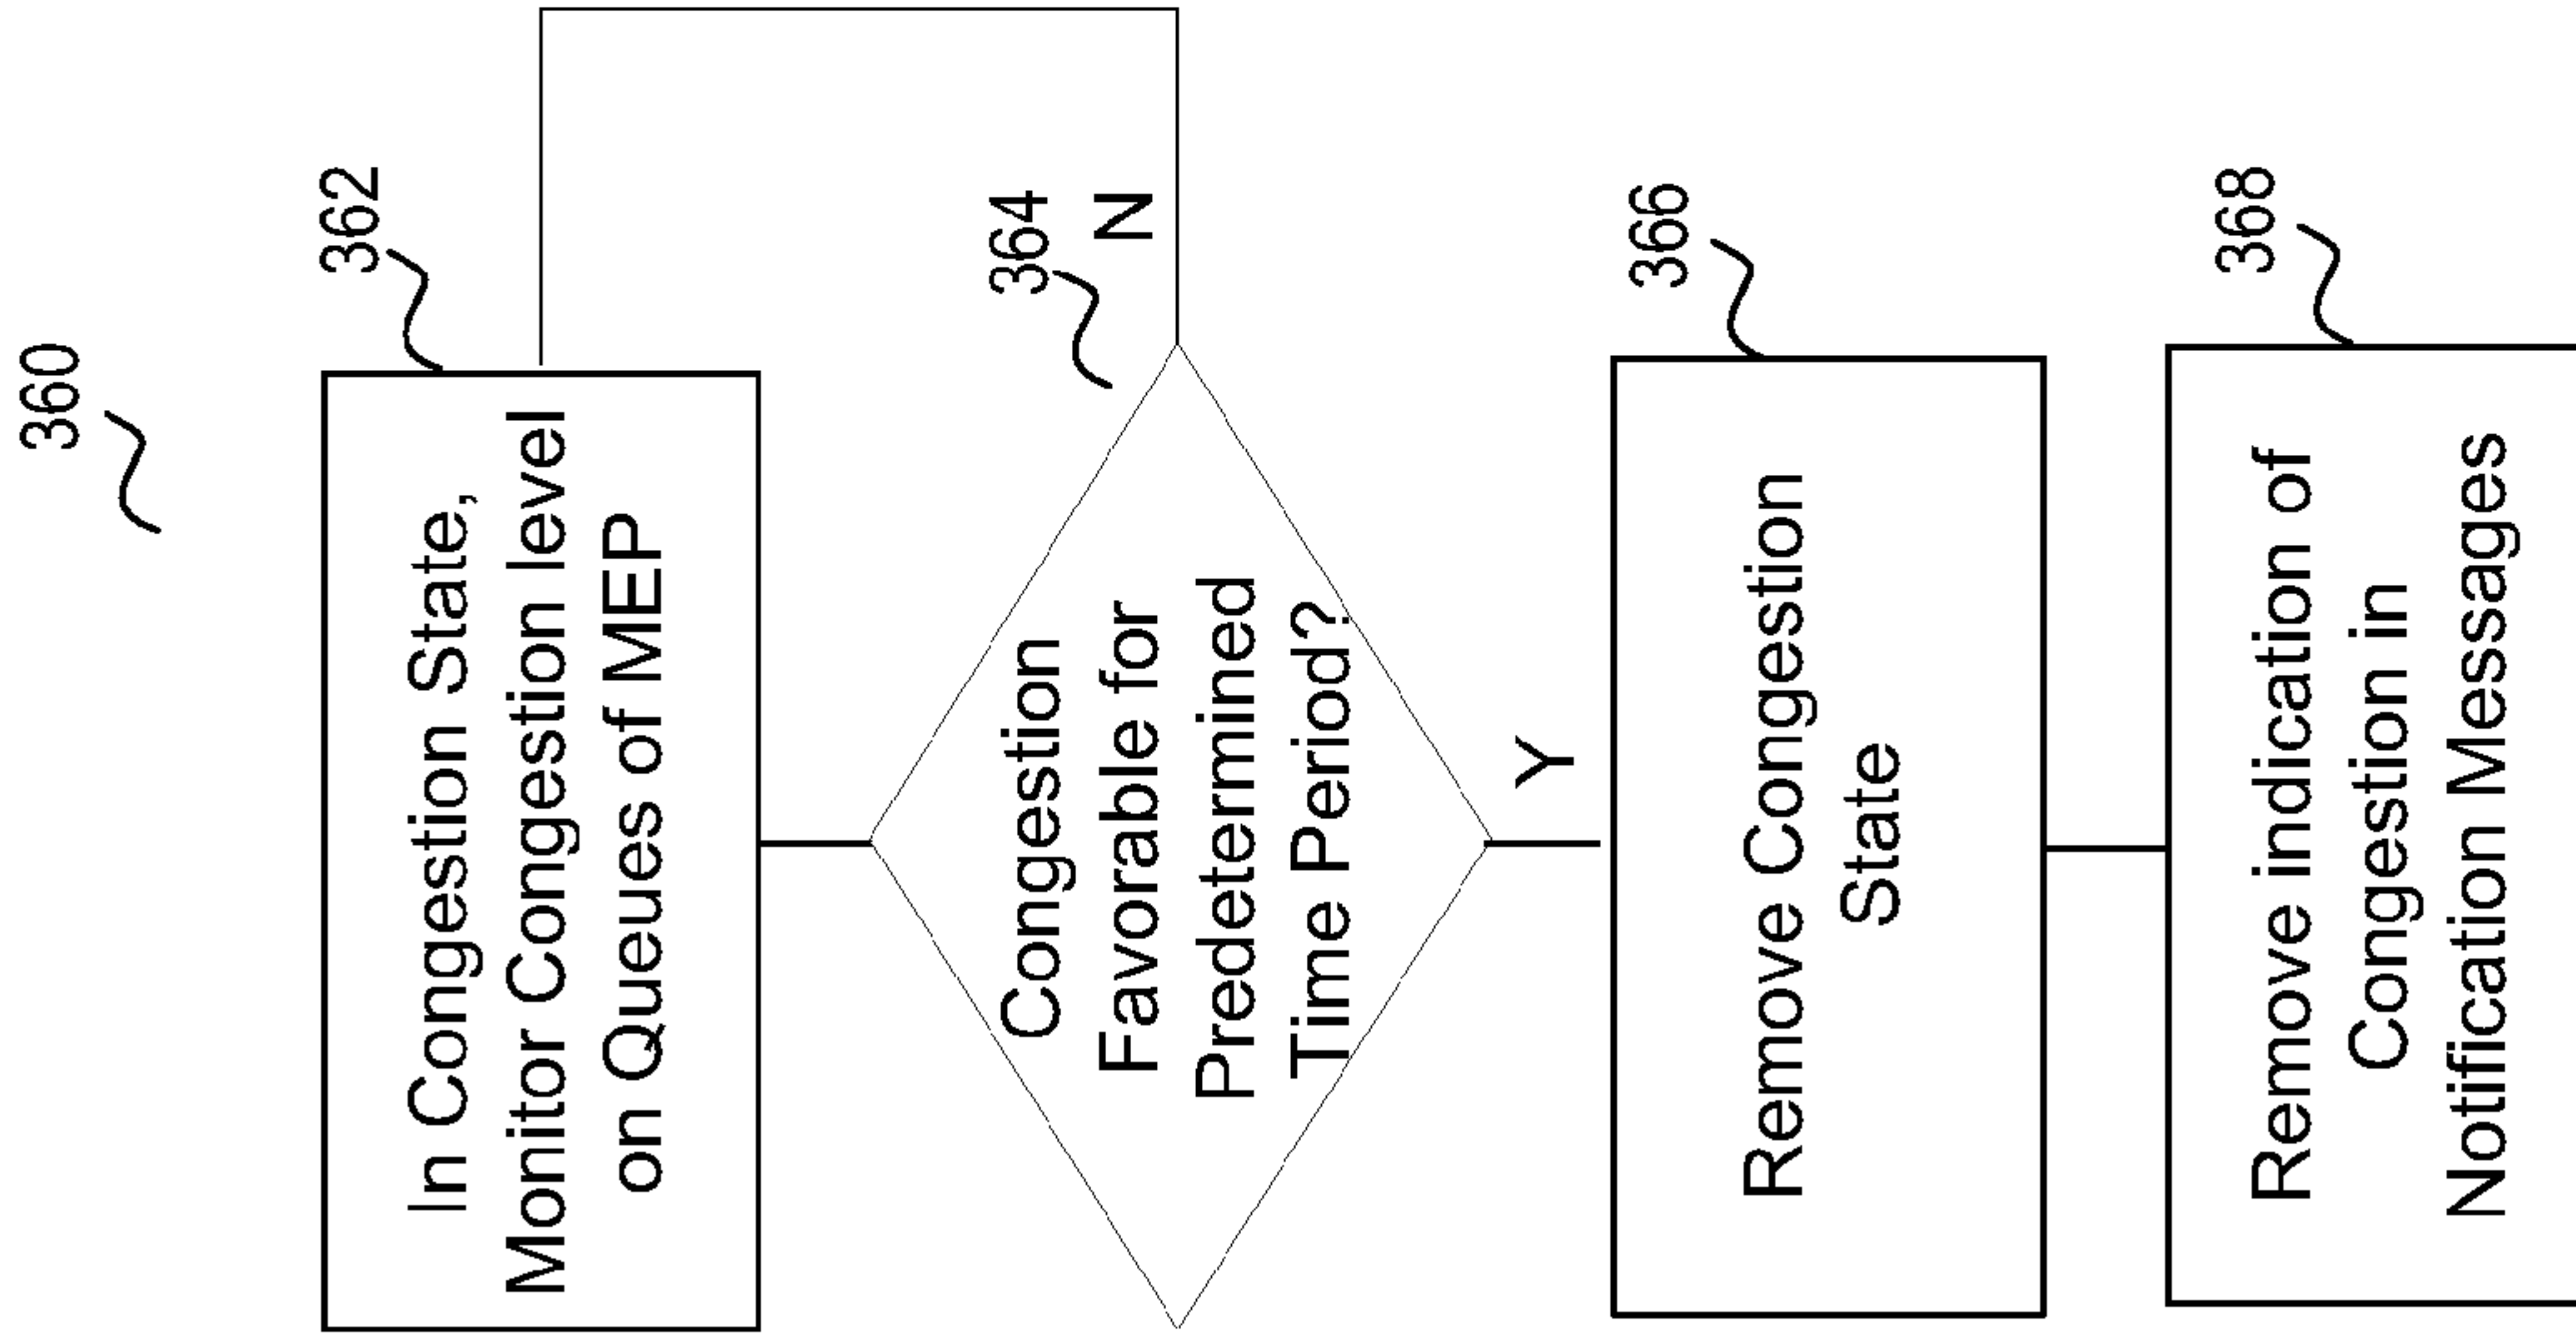 360
362
In Congestion State,
Monitor Congestion level
on Queues of MEP
364
N
Congestion
Favorable for
Predetermined
Time Period?
Y
366
Remove Congestion
State
368
Remove indication of
Congestion in
Notification Messages